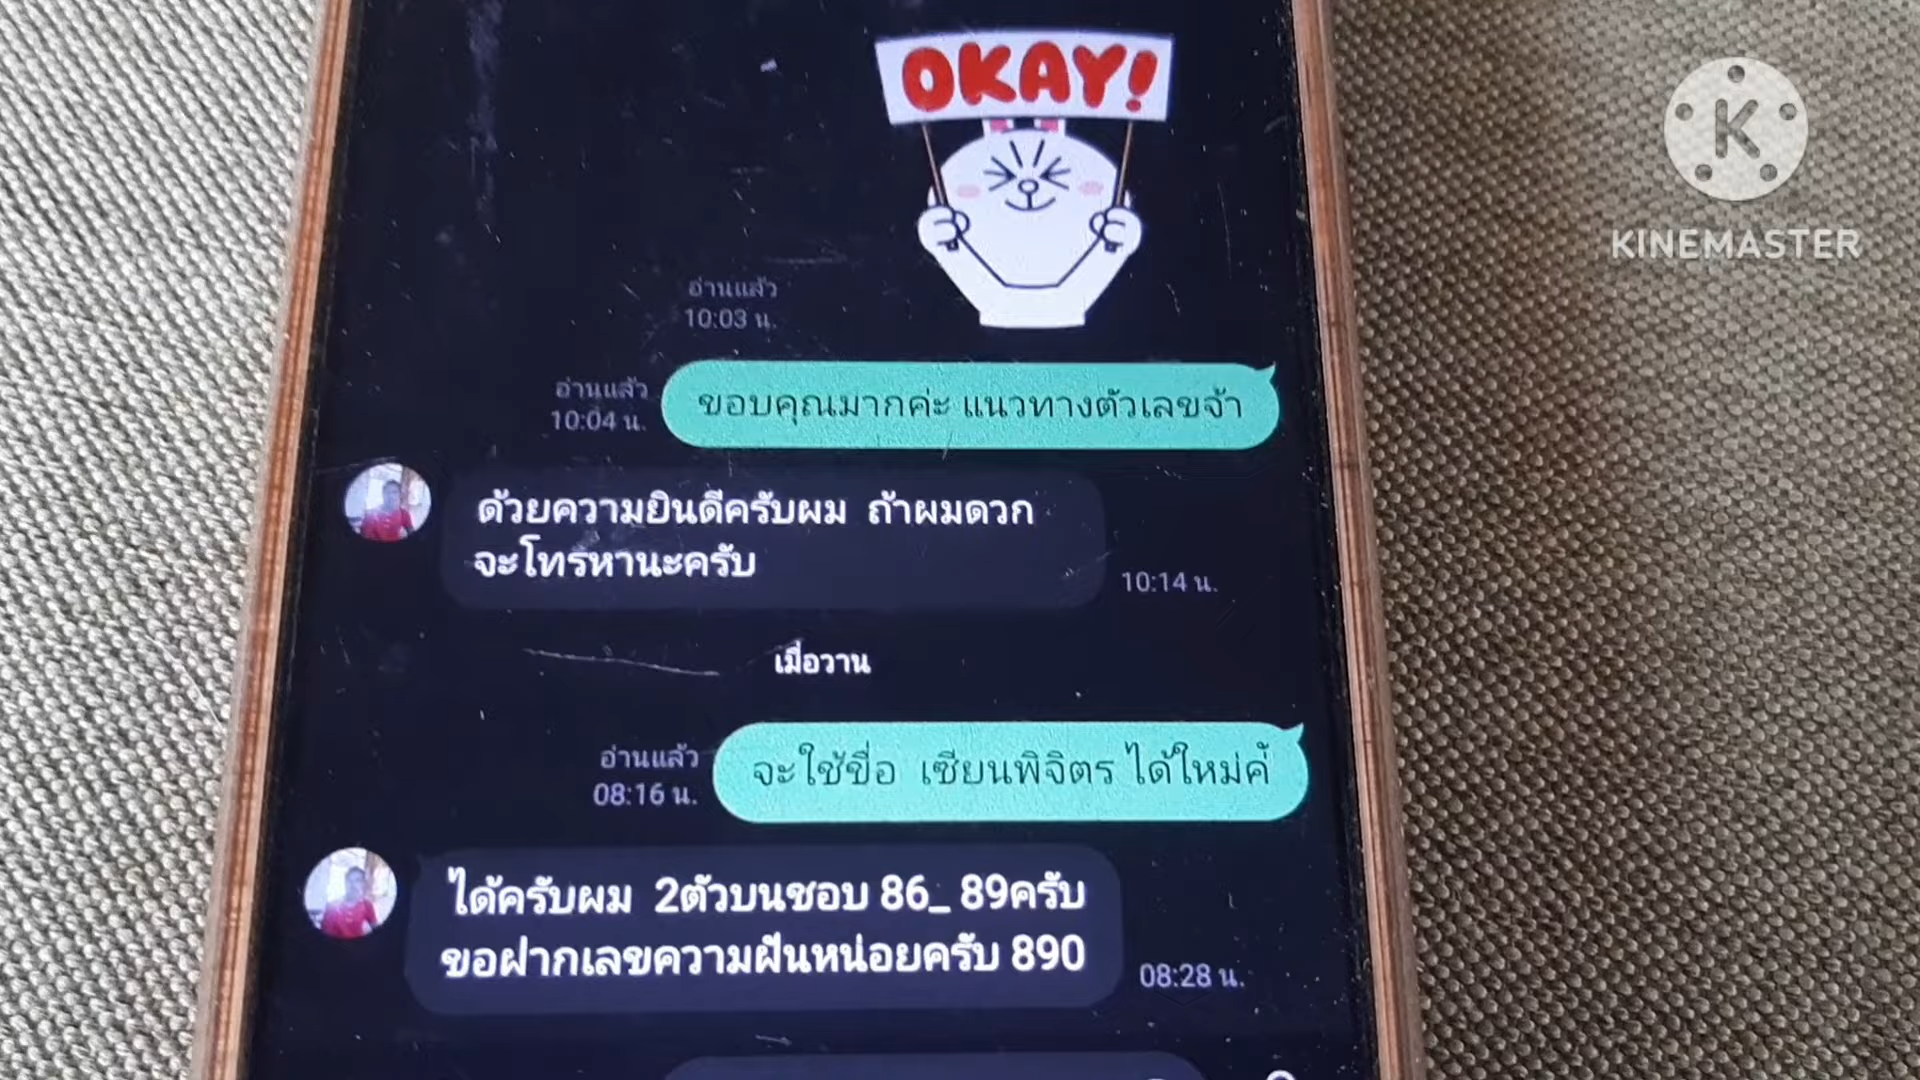 OKAY!
K
KINEMASTER
อ่านแล้ว
10:03 น.
อ่านแล้ว
10:04 น.
ขอบคุณมากค่ะ แนวทางตัวเลขจ้า
ด้วยความยินดีครับผม ถ้าผมดวก
จะโทรหานะครับ
10:14 น.
เมื่อวาน
อ่านแล้ว
08:16 น.
จะใช้ขื่อ เซียนพิจิตร ได้ใหม่ค้ั
ได้ครับผม 2ตัวบนชอบ 86_ 89ครับ
ขอฝากเลขความฝันหน่อยครับ 890
08:28 น.